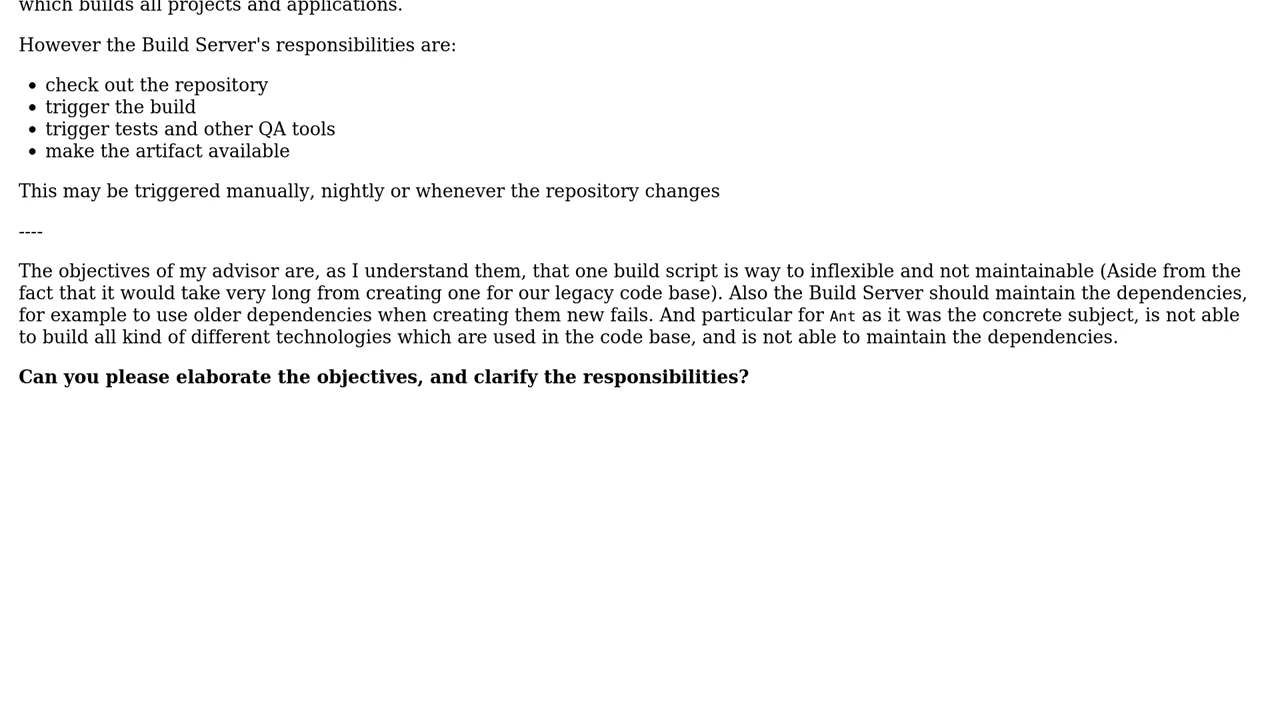 which builds all projects and applications.
However the Build Server's responsibilities are:
• check out the repository
• trigger the build
• trigger tests and other QA tools
• make the artifact available
This may be triggered manually, nightly or whenever the repository changes
----
The objectives of my advisor are, as I understand them, that one build script is way to inflexible and not maintainable (Aside from the
fact that it would take very long from creating one for our legacy code base). Also the Build Server should maintain the dependencies,
for example to use older dependencies when creating them new fails. And particular for Ant as it was the concrete subject, is not able
to build all kind of different technologies which are used in the code base, and is not able to maintain the dependencies.
Can you please elaborate the objectives, and clarify the responsibilities?